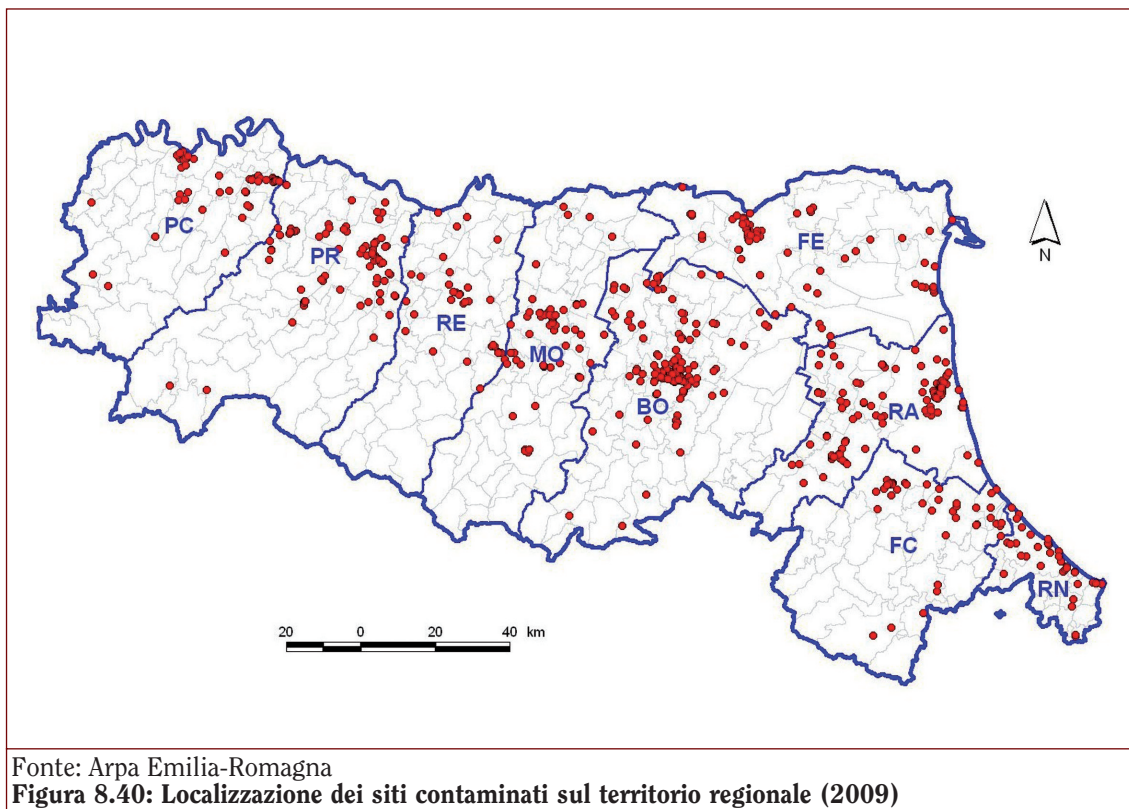 PC
PR
RE
MO
BO
FE
RA
FC
RN
N
20 0 20 40 km
Fonte: Arpa Emilia-Romagna
Figura 8.40: Localizzazione dei siti contaminati sul territorio regionale (2009)